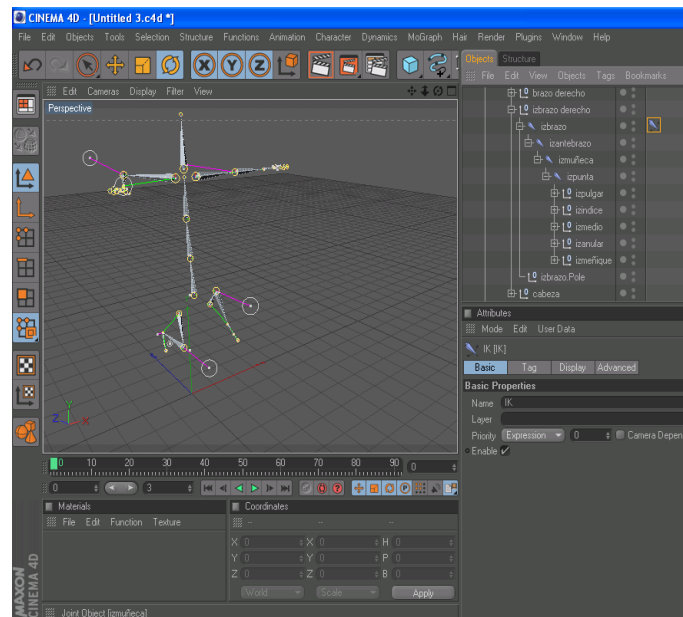 CINEMA 4D - [Untitled 3.c4d *]
File Edit Objects Tools Selection Structure Functions Animation Character Dynamics MoGraph Hair Render Plugins Window Help
Objects Structure
File Edit View Objects Tags Bookmarks
Edit Cameras Display Filter View
Perspective
brazo derecho
izbrazo derecho
izbrazo
izantebrazo
izmuñeca
izpunta
izpulgar
izindice
izmedio
izanular
izmeñique
izbrazo.Pole
cabeza
Attributes
Mode Edit User Data
IK [IK]
Basic Tag Display Advanced
Basic Properties
Name IK
Layer
Priority Expression 0 Camera Depen
Enable
Y
Z X
0 10 20 30 40 50 60 70 80 90 0
0 3
Materials
File Edit Function Texture
Coordinates
-- -- --
X 0 X 0 H 0
Y 0 Y 0 P 0
Z 0 Z 0 B 0
World Scale Apply
MAXON
CINEMA 4D
Joint Object [izmuñeca]